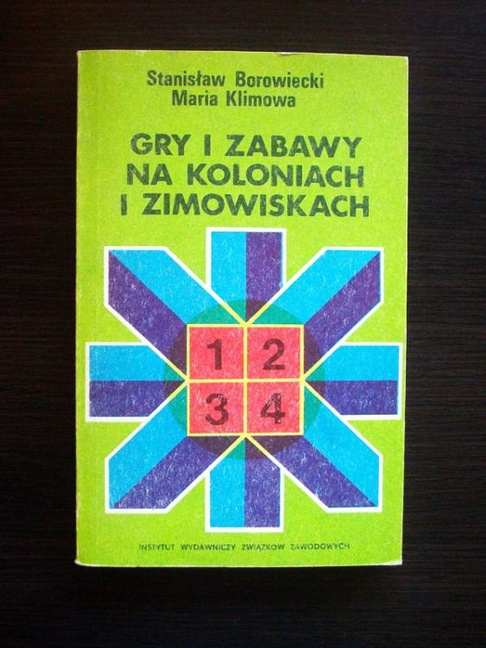 Stanisław Borowiecki
Maria Klimowa
GRY I ZABAWY
NA KOLONIACH
I ZIMOWISKACH
1 2
3 4
INSTYTUT WYDAWNICZY ZWIĄZKÓW ZAWODOWYCH